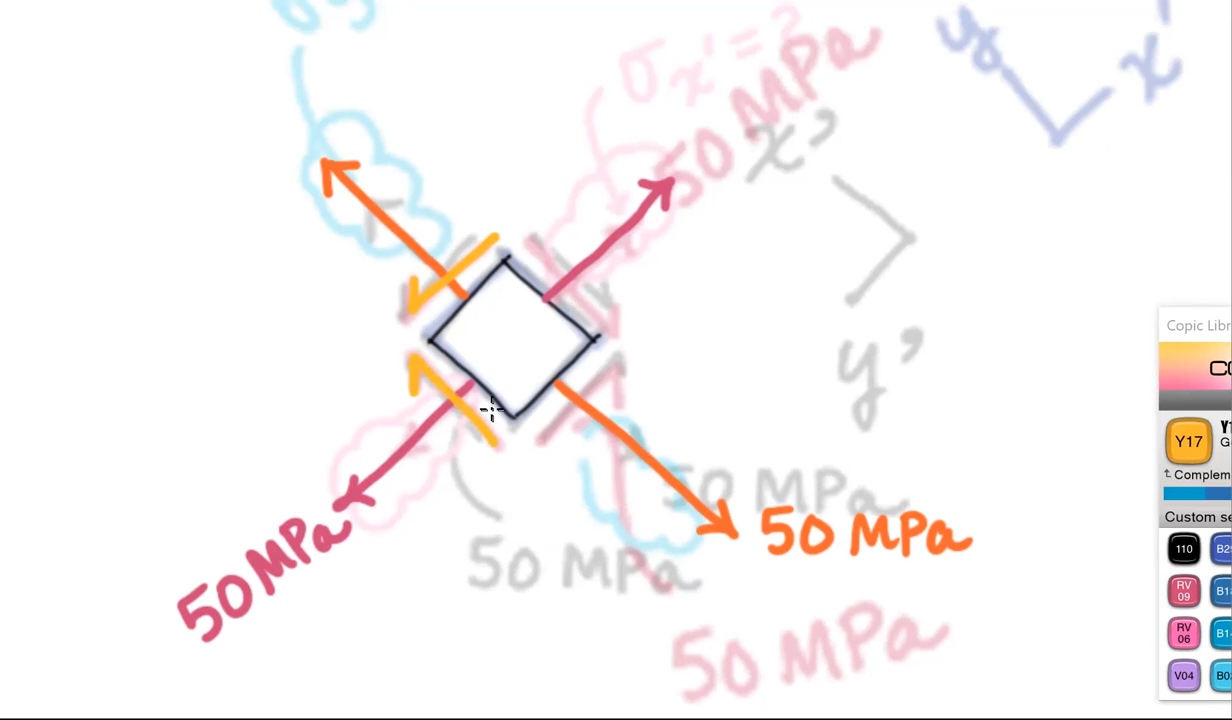 σy
σx' = ?
50 MPa
x'
y
x
y'
50 MPa
50 MPa
50 MPa
50 MPa
50 MPa
Copic Libr
Y17
Complem
Custom se
110
RV
09
RV
06
V04